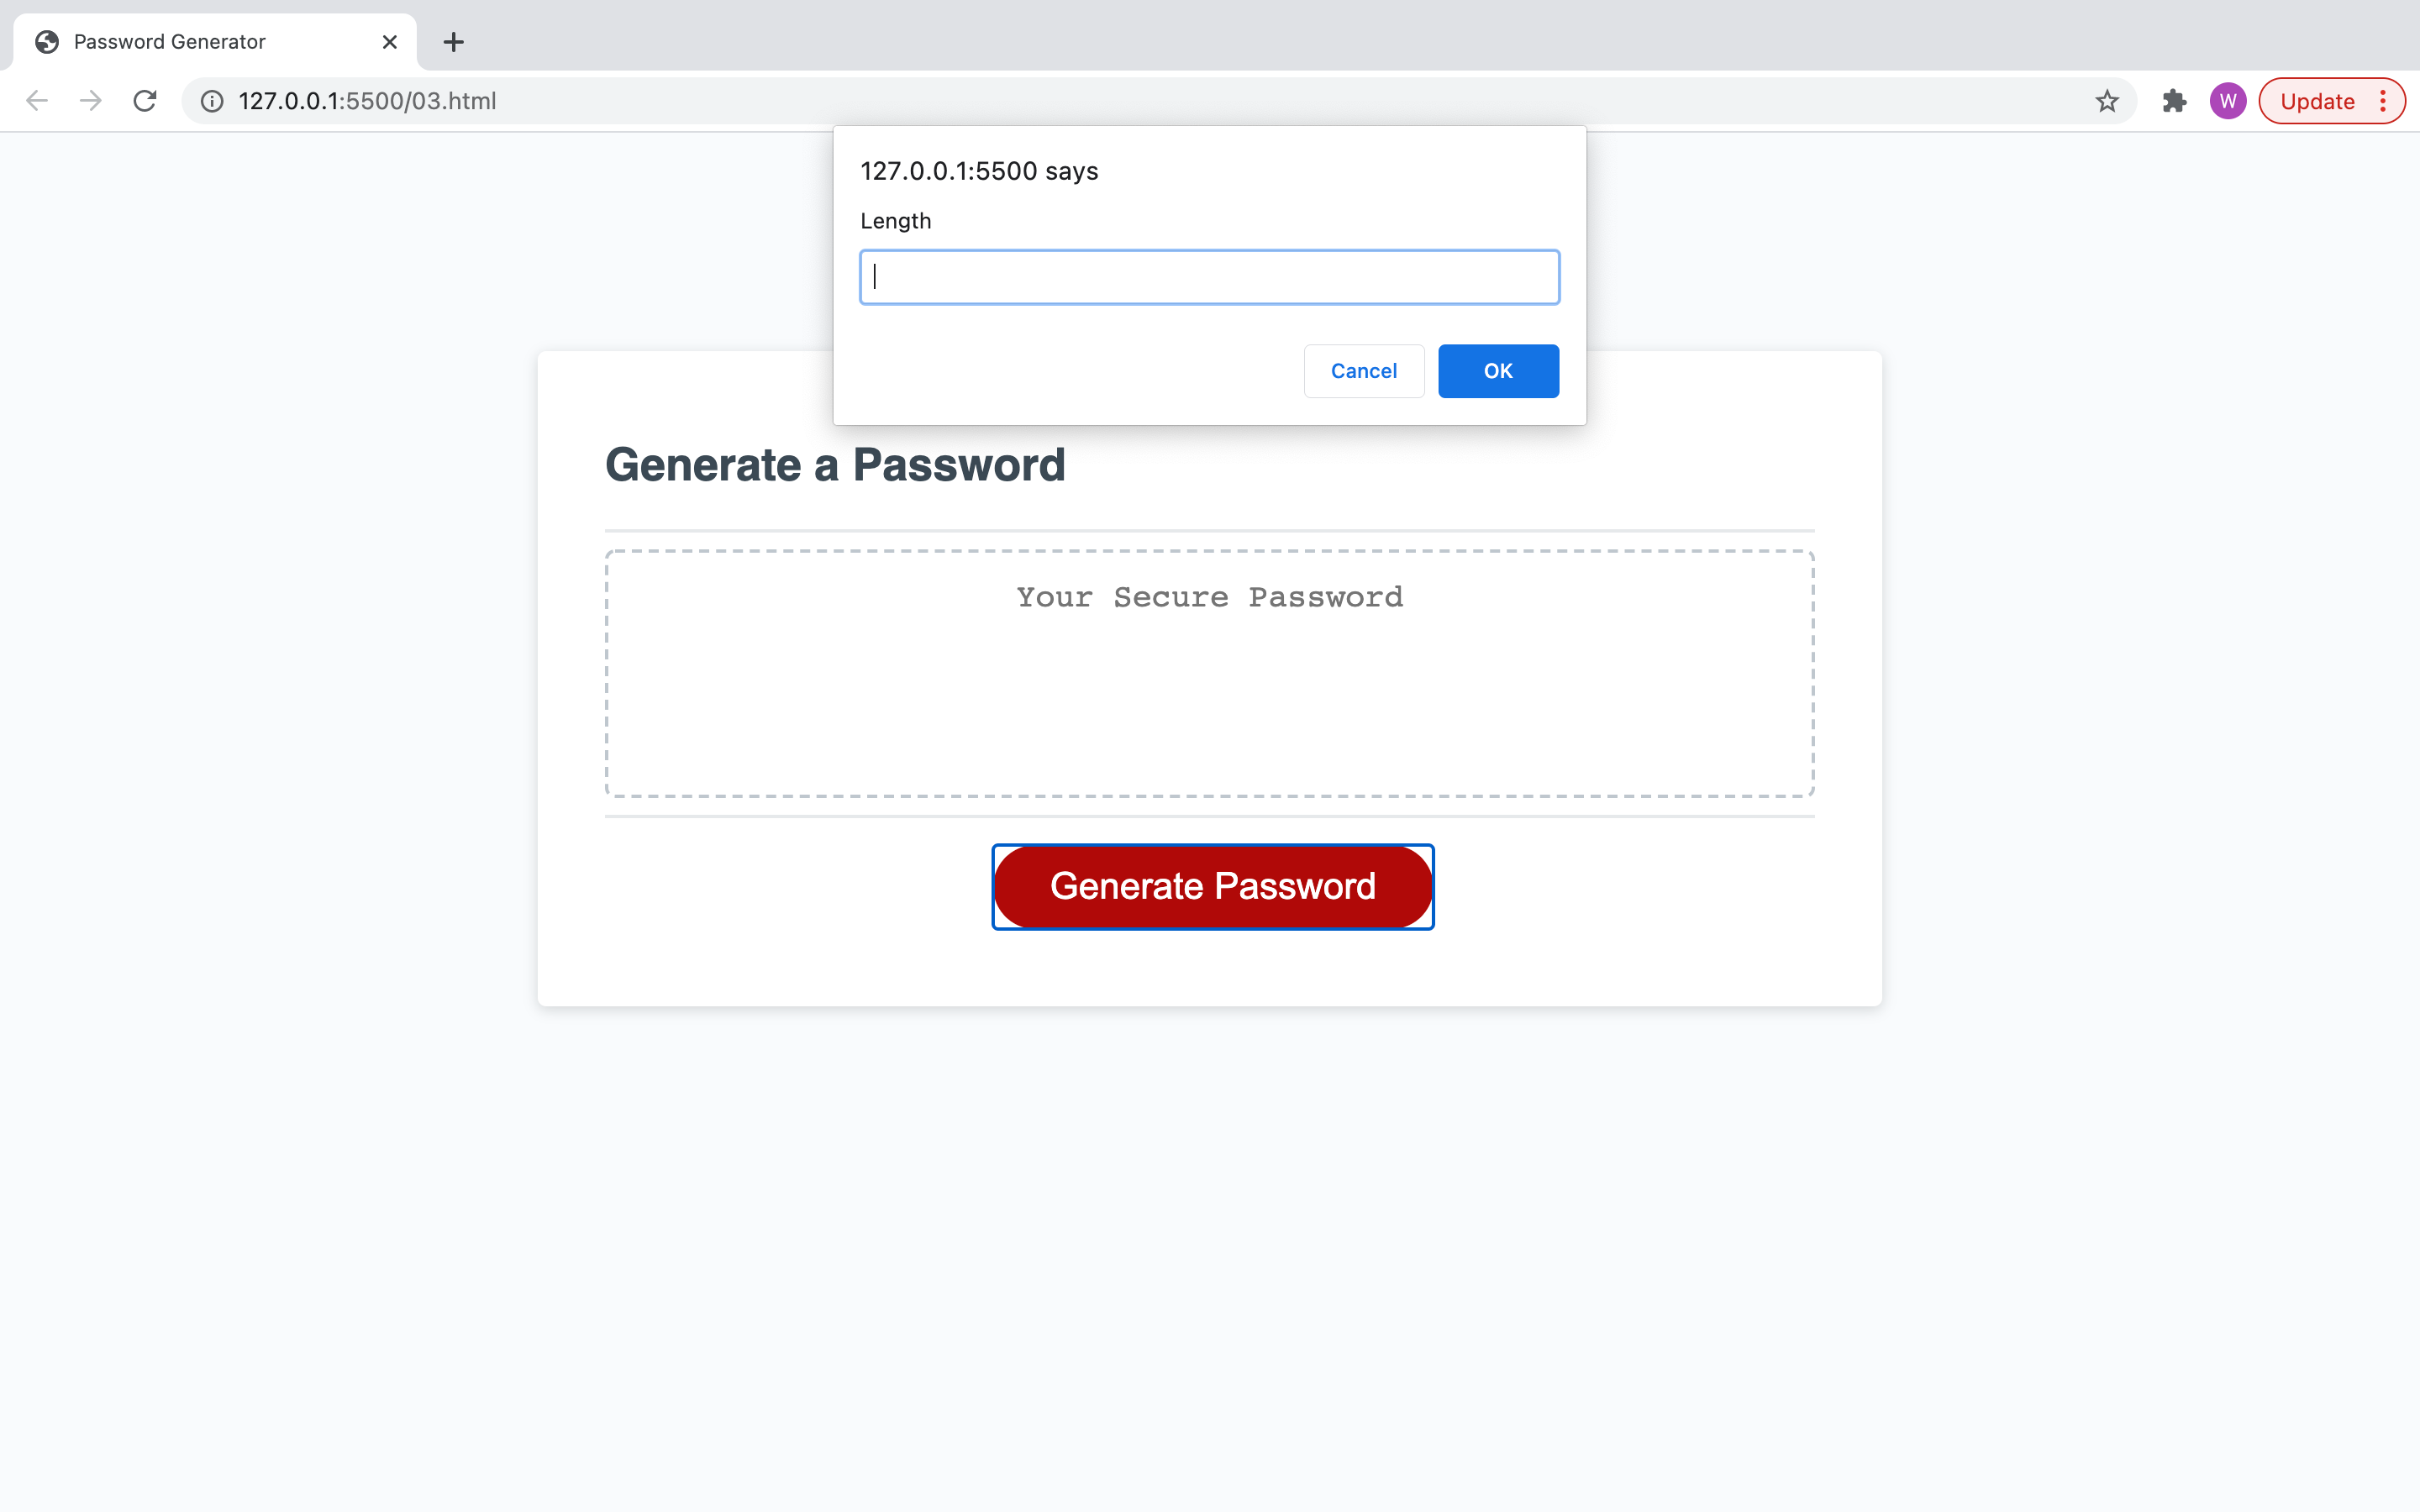 Password Generator
127.0.0.1:5500/03.html
W
Update
127.0.0.1:5500 says
Length
Cancel
OK
Generate a Password
Your Secure Password
Generate Password